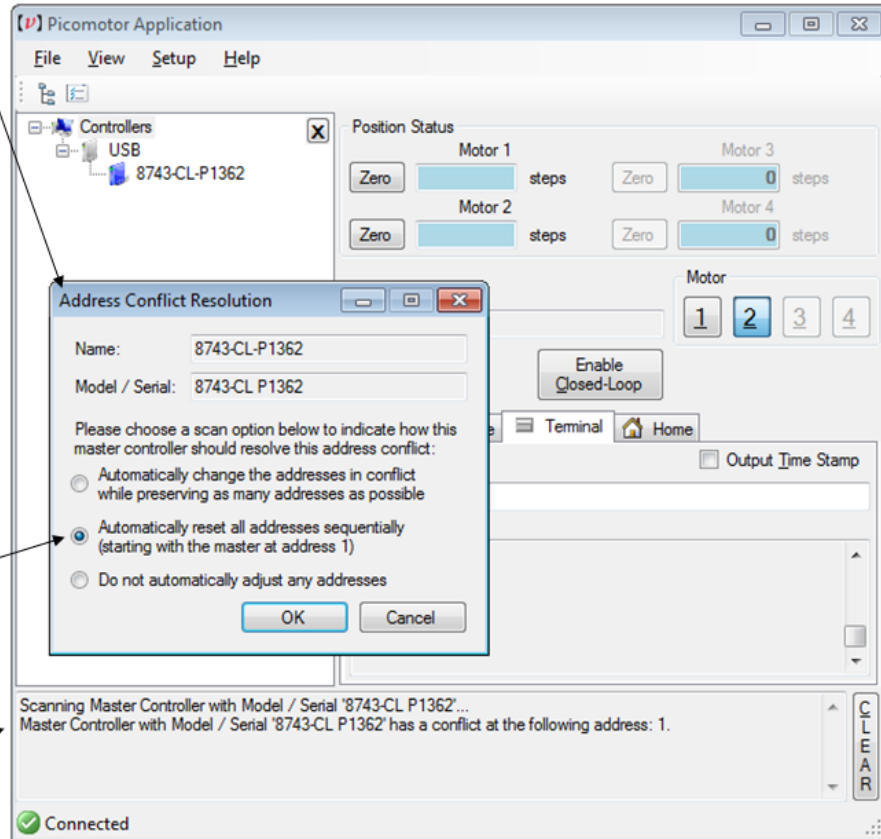 [ν] Picomotor Application
File View Setup Help
Controllers
USB
8743-CL-P1362
X
Position Status
Motor 1 Motor 3
Zero steps Zero 0 steps
Motor 2 Motor 4
Zero steps Zero 0 steps
Motor
1 2 3 4
Enable
Closed-Loop
Terminal Home
Output Time Stamp
Address Conflict Resolution
Name: 8743-CL-P1362
Model / Serial: 8743-CL P1362
Please choose a scan option below to indicate how this
master controller should resolve this address conflict:
Automatically change the addresses in conflict
while preserving as many addresses as possible
Automatically reset all addresses sequentially
(starting with the master at address 1)
Do not automatically adjust any addresses
OK Cancel
Scanning Master Controller with Model / Serial '8743-CL P1362'...
Master Controller with Model / Serial '8743-CL P1362' has a conflict at the following address: 1.
CLEAR
Connected